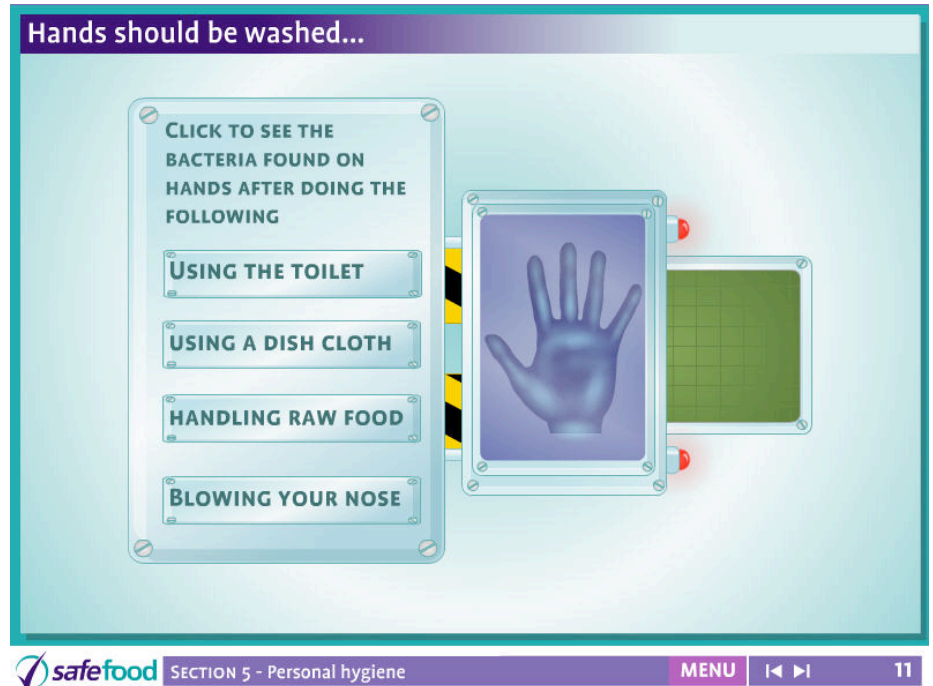 Hands should be washed...
CLICK TO SEE THE
BACTERIA FOUND ON
HANDS AFTER DOING THE
FOLLOWING
USING THE TOILET
USING A DISH CLOTH
HANDLING RAW FOOD
BLOWING YOUR NOSE
safefood SECTION 5 - Personal hygiene MENU 11